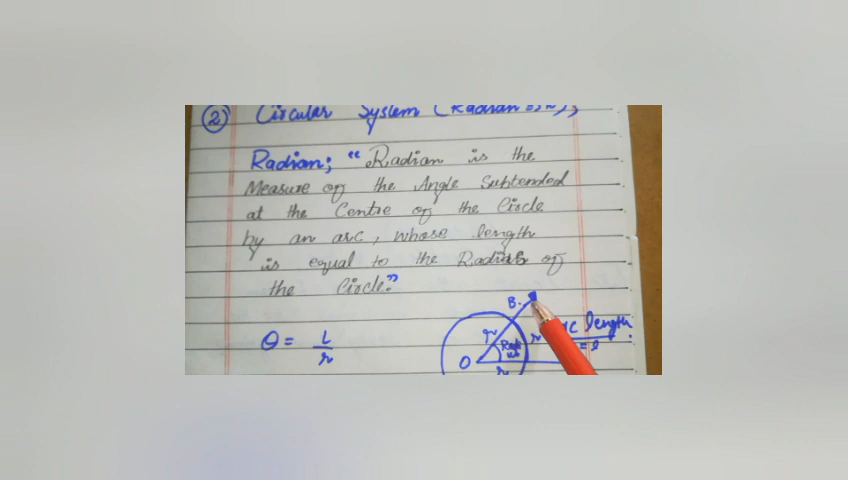 ② Circular System (Radian
Radian; "Radian is the
Measure of the Angle Subtended
at the Centre of the Circle
by an arc, whose length
is equal to the Radius of
the Circle."
B.
θ = l/r
r
r
length
= l
O
r